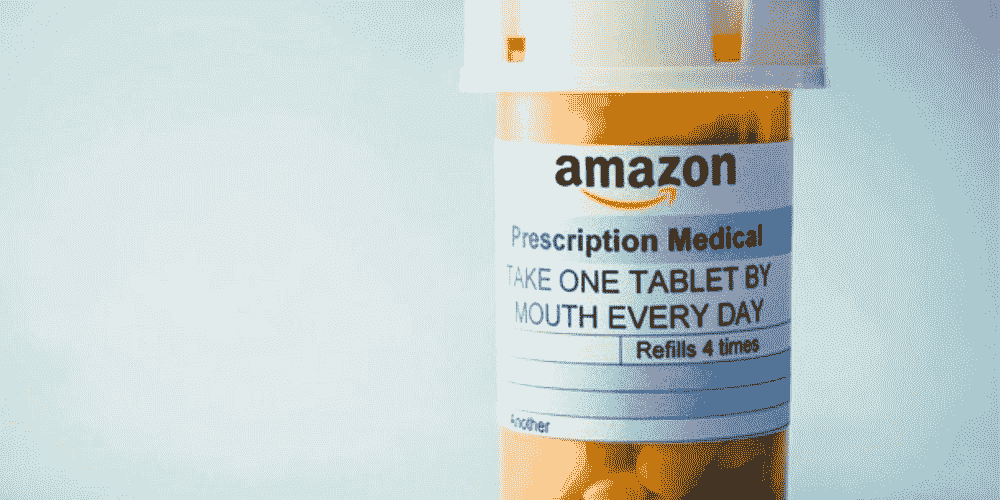 amazon
Prescription Medical
TAKE ONE TABLET BY
MOUTH EVERY DAY
Refills 4 times
Another